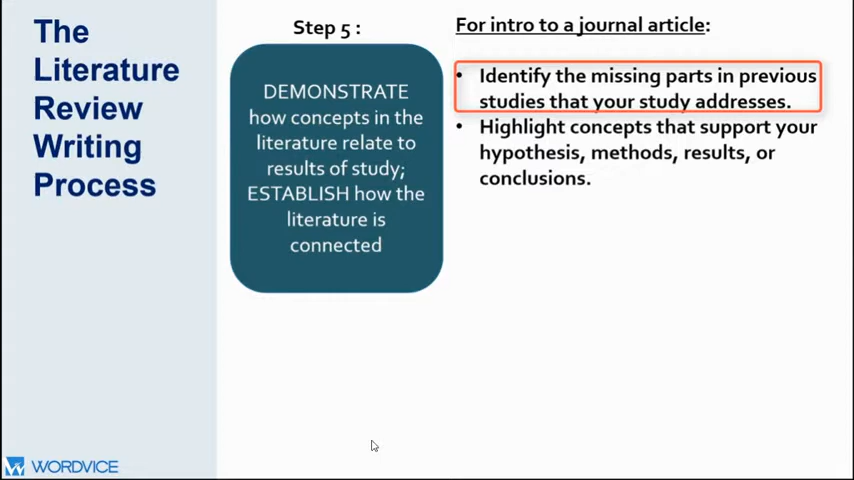 The
Literature
Review
Writing
Process
Step 5 :
DEMONSTRATE
how concepts in the
literature relate to
results of study;
ESTABLISH how the
literature is
connected
For intro to a journal article:
• Identify the missing parts in previous
studies that your study addresses.
• Highlight concepts that support your
hypothesis, methods, results, or
conclusions.
WORDVICE